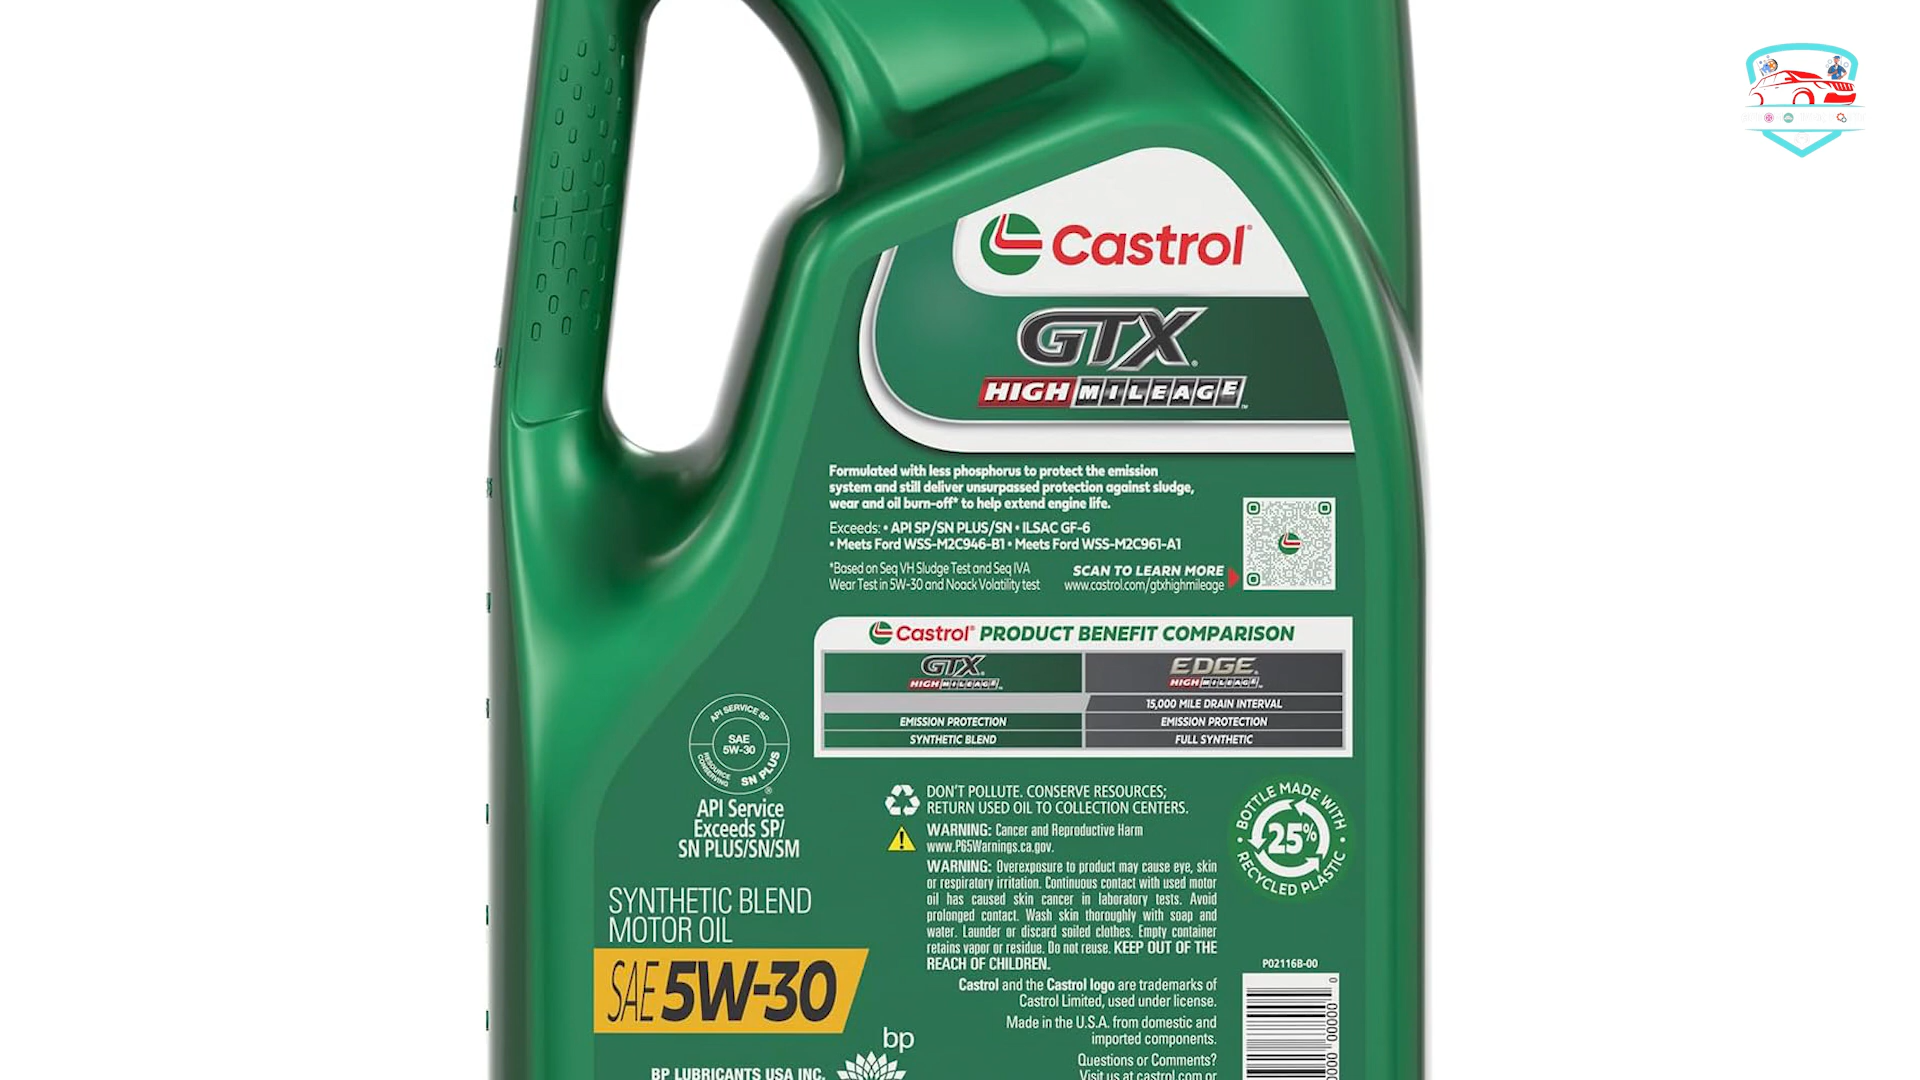 Castrol
GTX
HIGH MILEAGE
Formulated with less phosphorus to protect the emission
system and still deliver unsurpassed protection against sludge,
wear and oil burn-off* to help extend engine life.
Exceeds: • API SP/SN PLUS/SN • ILSAC GF-6
• Meets Ford WSS-M2C946-B1 • Meets Ford WSS-M2C961-A1
*Based on Seq VH Sludge Test and Seq IVA
Wear Test in 5W-30 and Noack Volatility test
SCAN TO LEARN MORE
www.castrol.com/gtxhighmileage
Castrol PRODUCT BENEFIT COMPARISON
GTX HIGH MILEAGE
EDGE HIGH MILEAGE
15,000 MILE DRAIN INTERVAL
EMISSION PROTECTION
EMISSION PROTECTION
SYNTHETIC BLEND
FULL SYNTHETIC
API SERVICE SP
SAE
5W-30
RESOURCE
CONSERVING
SN PLUS
API Service
Exceeds SP/
SN PLUS/SN/SM
SYNTHETIC BLEND
MOTOR OIL
SAE 5W-30
bp
BP LUBRICANTS USA INC.
DON'T POLLUTE. CONSERVE RESOURCES;
RETURN USED OIL TO COLLECTION CENTERS.
WARNING: Cancer and Reproductive Harm
www.P65Warnings.ca.gov.
WARNING: Overexposure to product may cause eye, skin
or respiratory irritation. Continuous contact with used motor
oil has caused skin cancer in laboratory tests. Avoid
prolonged contact. Wash skin thoroughly with soap and
water. Launder or discard soiled clothes. Empty container
retains vapor or residue. Do not reuse. KEEP OUT OF THE
REACH OF CHILDREN.
Castrol and the Castrol logo are trademarks of
Castrol Limited, used under license.
Made in the U.S.A. from domestic and
imported components.
Questions or Comments?
Visit us at castrol.com or
BOTTLE MADE WITH
25%
RECYCLED PLASTIC
P02116B-00